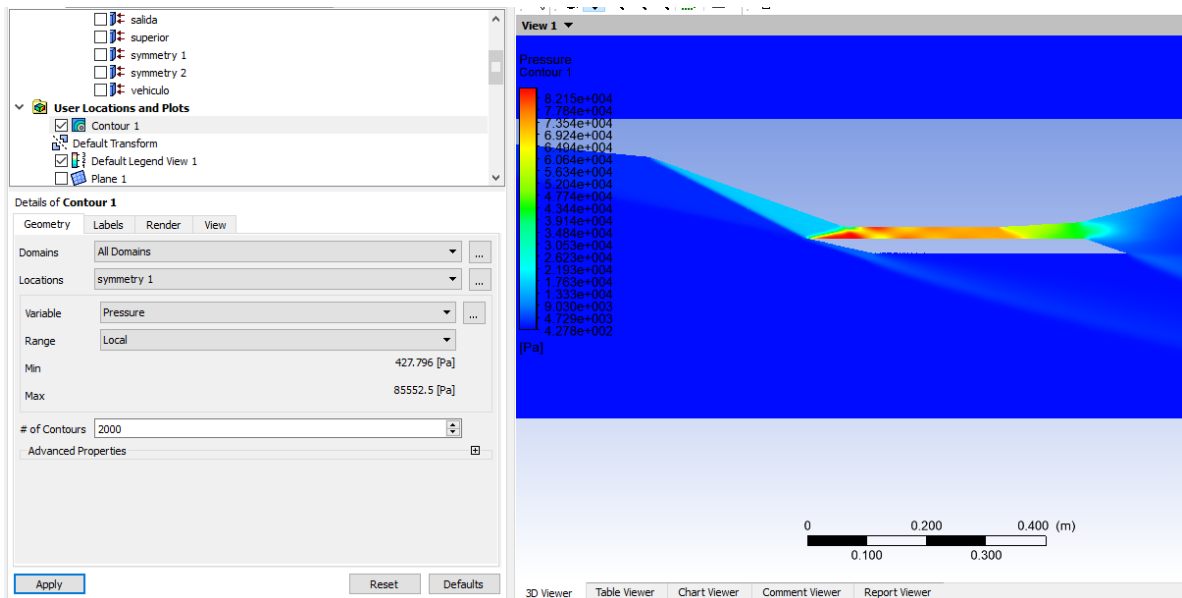 salida
superior
symmetry 1
symmetry 2
vehiculo
User Locations and Plots
Contour 1
Default Transform
Default Legend View 1
Plane 1
Details of Contour 1
Geometry Labels Render View
Domains All Domains ...
Locations symmetry 1 ...
Variable Pressure ...
Range Local
Min 427.796 [Pa]
Max 85552.5 [Pa]
# of Contours 2000
Advanced Properties
Apply Reset Defaults
View 1
Pressure
Contour 1
8.215e+004
7.784e+004
7.354e+004
6.924e+004
6.494e+004
6.064e+004
5.634e+004
5.204e+004
4.774e+004
4.344e+004
3.914e+004
3.484e+004
3.053e+004
2.623e+004
2.193e+004
1.763e+004
1.333e+004
9.030e+003
4.729e+003
4.278e+002
[Pa]
0 0.200 0.400 (m)
0.100 0.300
3D Viewer Table Viewer Chart Viewer Comment Viewer Report Viewer